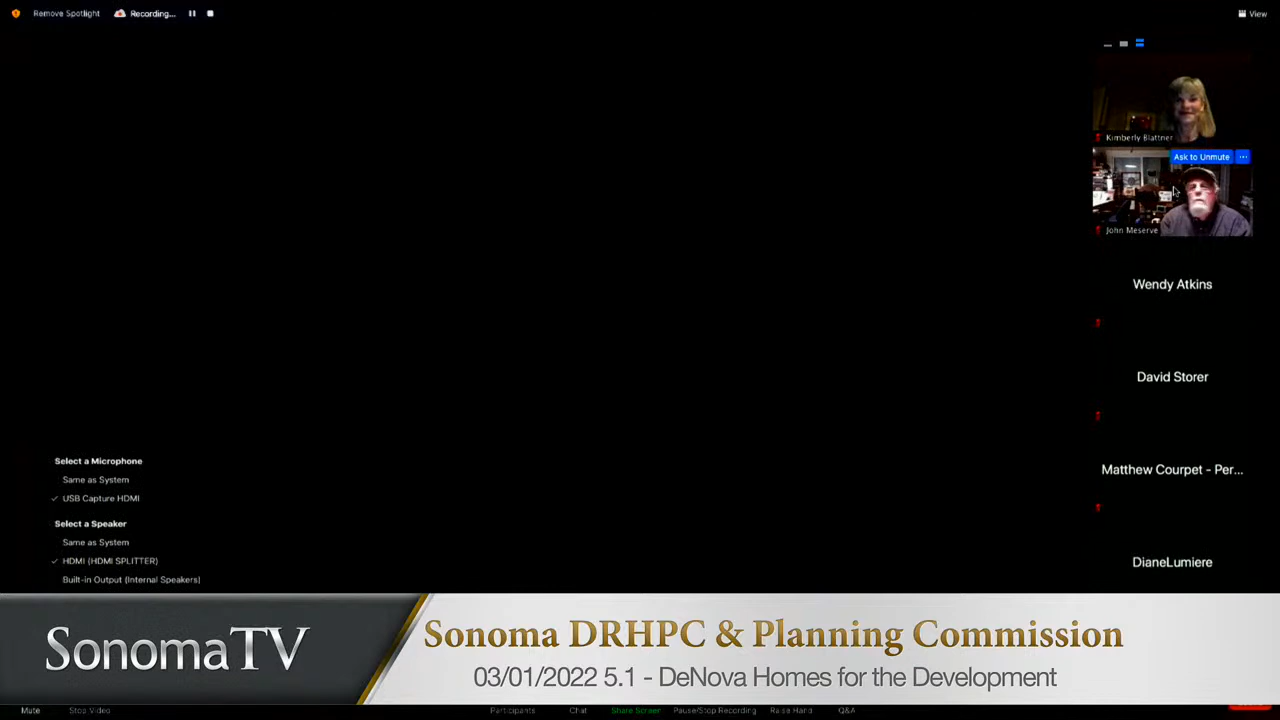 Remove Spotlight
Recording...
View
Kimberly Blattner
Ask to Unmute
...
John Meserve
Wendy Atkins
David Storer
Matthew Courpet - Per...
DianeLumiere
Select a Microphone
Same as System
✓ USB Capture HDMI
Select a Speaker
Same as System
✓ HDMI (HDMI SPLITTER)
Built-in Output (Internal Speakers)
SonomaTV
Sonoma DRHPC & Planning Commission
03/01/2022 5.1 - DeNova Homes for the Development
Mute
Stop Video
Participants
Chat
Share Screen
Pause/Stop Recording
Raise Hand
Q&A